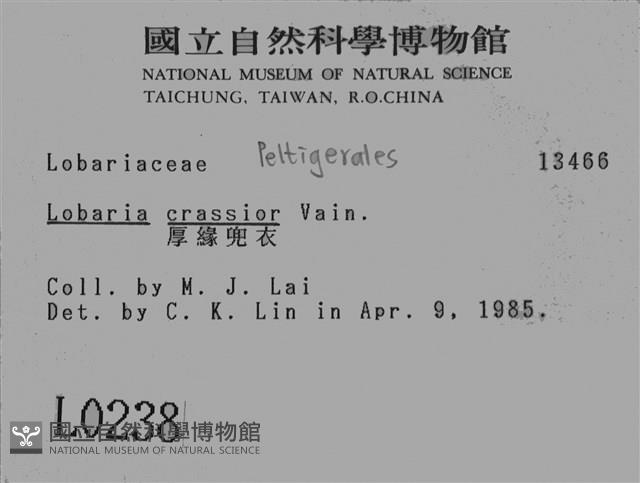 國立自然科學博物館
NATIONAL MUSEUM OF NATURAL SCIENCE
TAICHUNG, TAIWAN, R.O.CHINA
Lobariaceae Peltigerales 13466
Lobaria crassior Vain.
厚緣兜衣
Coll. by M. J. Lai
Det. by C. K. Lin in Apr. 9, 1985.
L0238
國立自然科學博物館
NATIONAL MUSEUM OF NATURAL SCIENCE